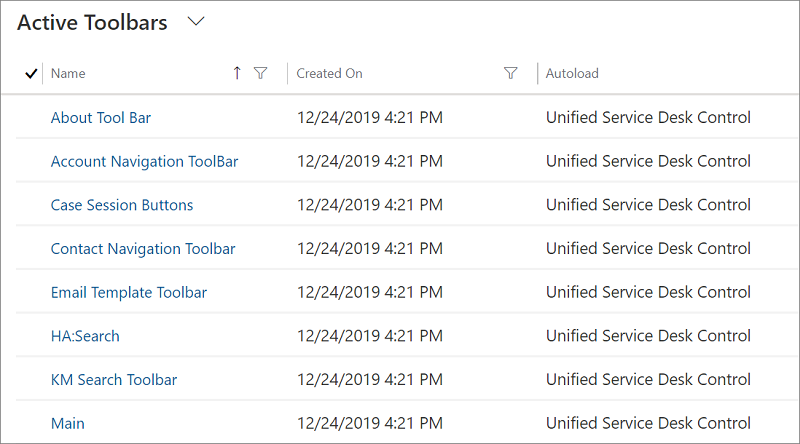 Active Toolbars
Name Created On Autoload
About Tool Bar 12/24/2019 4:21 PM Unified Service Desk Control
Account Navigation ToolBar 12/24/2019 4:21 PM Unified Service Desk Control
Case Session Buttons 12/24/2019 4:21 PM Unified Service Desk Control
Contact Navigation Toolbar 12/24/2019 4:21 PM Unified Service Desk Control
Email Template Toolbar 12/24/2019 4:21 PM Unified Service Desk Control
HA:Search 12/24/2019 4:21 PM Unified Service Desk Control
KM Search Toolbar 12/24/2019 4:21 PM Unified Service Desk Control
Main 12/24/2019 4:21 PM Unified Service Desk Control